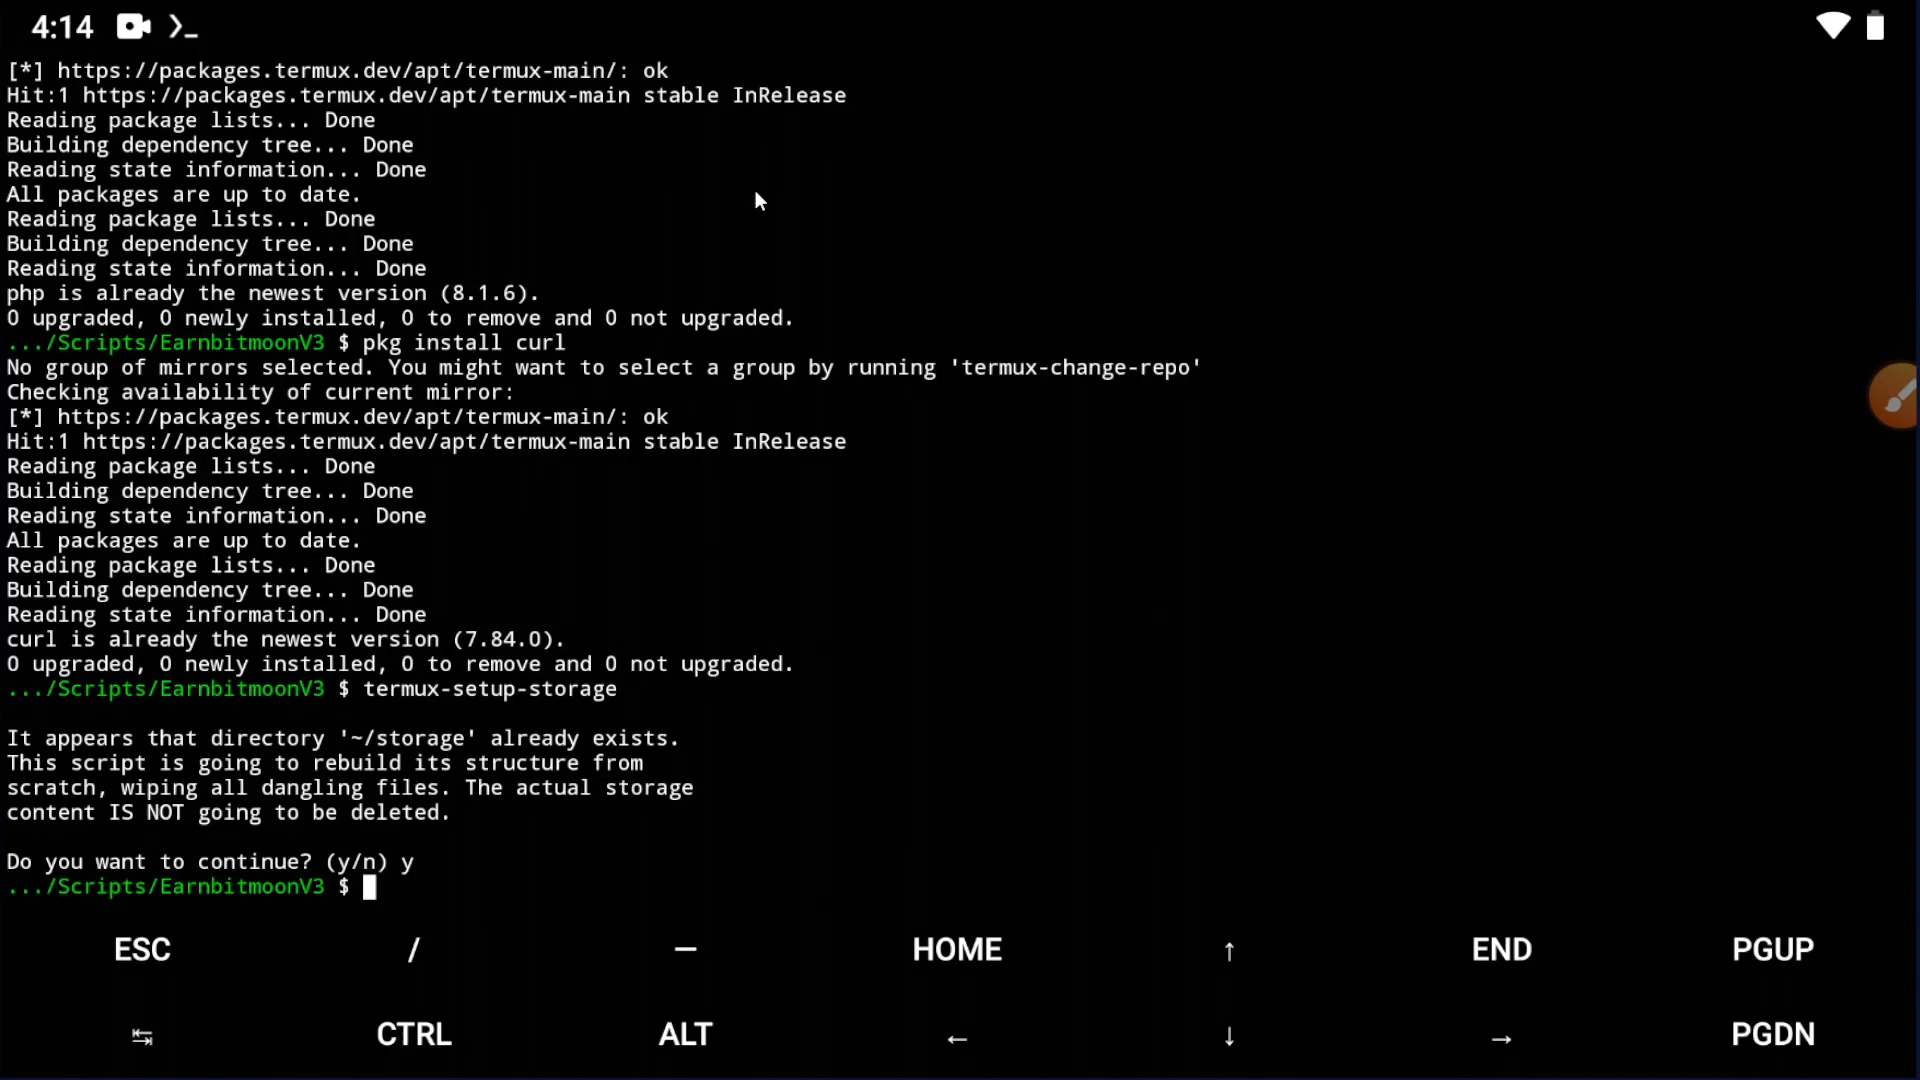 4:14
[*] https://packages.termux.dev/apt/termux-main/: ok
Hit:1 https://packages.termux.dev/apt/termux-main stable InRelease
Reading package lists... Done
Building dependency tree... Done
Reading state information... Done
All packages are up to date.
Reading package lists... Done
Building dependency tree... Done
Reading state information... Done
php is already the newest version (8.1.6).
0 upgraded, 0 newly installed, 0 to remove and 0 not upgraded.
.../Scripts/EarnbitmoonV3 $ pkg install curl
No group of mirrors selected. You might want to select a group by running 'termux-change-repo'
Checking availability of current mirror:
[*] https://packages.termux.dev/apt/termux-main/: ok
Hit:1 https://packages.termux.dev/apt/termux-main stable InRelease
Reading package lists... Done
Building dependency tree... Done
Reading state information... Done
All packages are up to date.
Reading package lists... Done
Building dependency tree... Done
Reading state information... Done
curl is already the newest version (7.84.0).
0 upgraded, 0 newly installed, 0 to remove and 0 not upgraded.
.../Scripts/EarnbitmoonV3 $ termux-setup-storage
It appears that directory '~/storage' already exists.
This script is going to rebuild its structure from
scratch, wiping all dangling files. The actual storage
content IS NOT going to be deleted.
Do you want to continue? (y/n) y
.../Scripts/EarnbitmoonV3 $
ESC / — HOME ↑ END PGUP
↹ CTRL ALT ← ↓ → PGDN